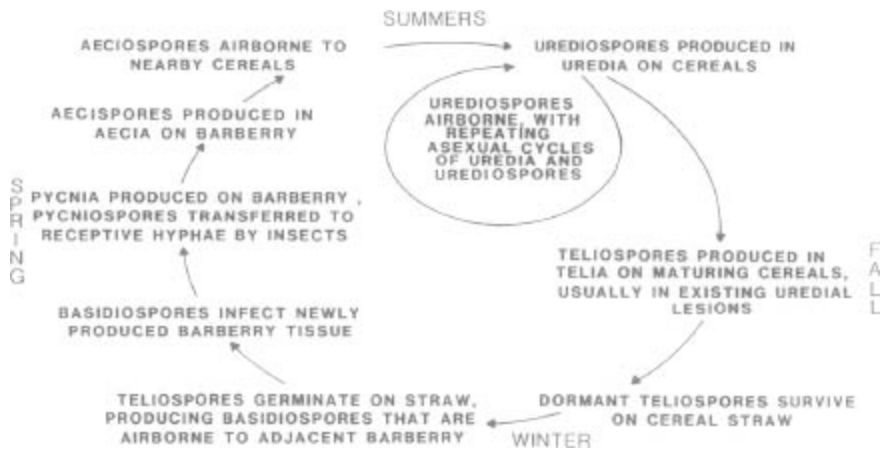 SUMMERS
AECIOSPORES AIRBORNE TO
NEARBY CEREALS
UREDIOSPORES PRODUCED IN
UREDIA ON CEREALS
UREDIOSPORES
AIRBORNE, WITH
REPEATING
ASEXUAL CYCLES
OF UREDIA AND
UREDIOSPORES
AECISPORES PRODUCED IN
AECIA ON BARBERRY
SPRING
PYCNIA PRODUCED ON BARBERRY,
PYCNIOSPORES TRANSFERRED TO
RECEPTIVE HYPHAE BY INSECTS
TELIOSPORES PRODUCED IN
TELIA ON MATURING CEREALS,
USUALLY IN EXISTING UREDIAL
LESIONS
FALL
BASIDIOSPORES INFECT NEWLY
PRODUCED BARBERRY TISSUE
TELIOSPORES GERMINATE ON STRAW,
PRODUCING BASIDIOSPORES THAT ARE
AIRBORNE TO ADJACENT BARBERRY
DORMANT TELIOSPORES SURVIVE
ON CEREAL STRAW
WINTER